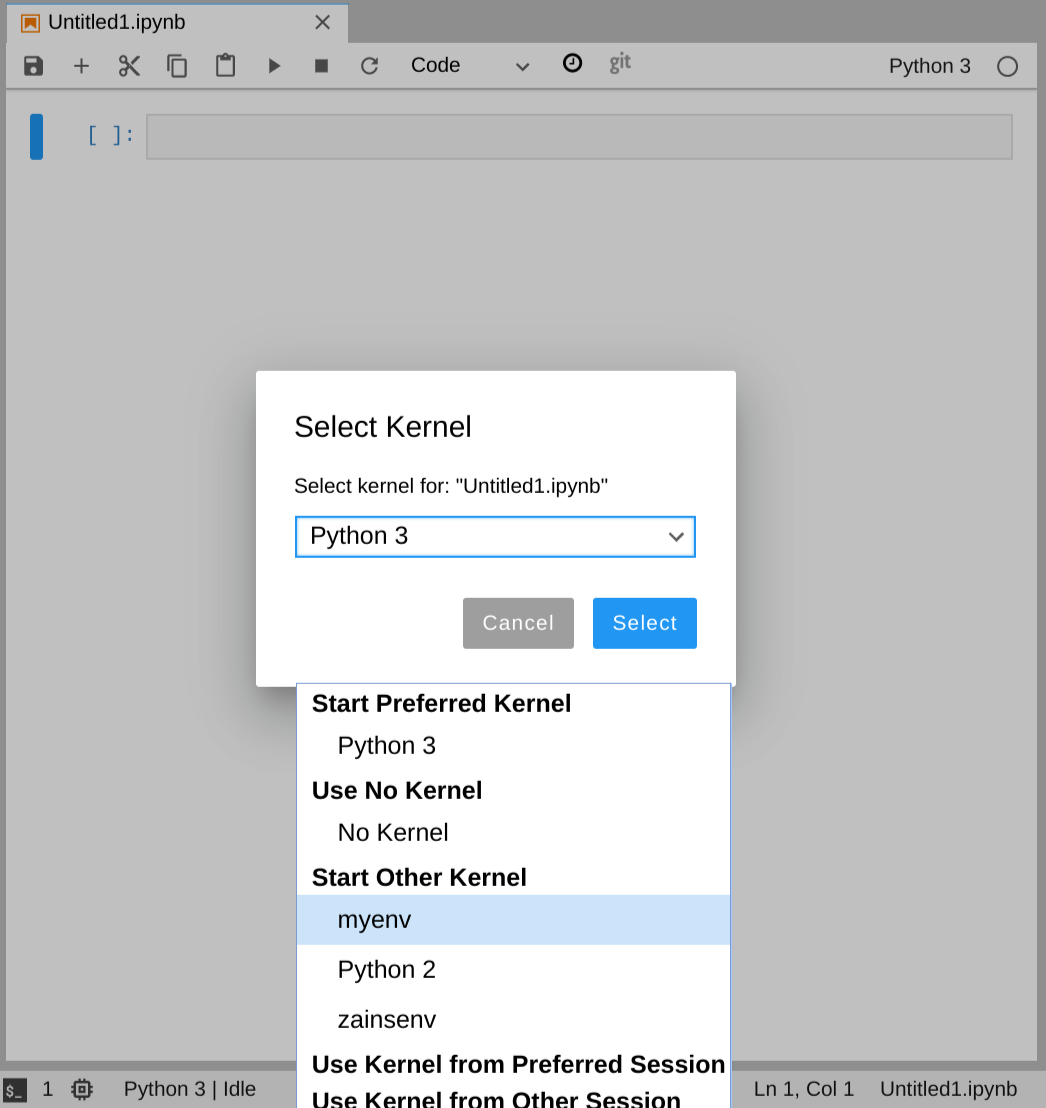 Untitled1.ipynb
Code
git
Python 3
[ ]:
Select Kernel
Select kernel for: "Untitled1.ipynb"
Python 3
Cancel
Select
Start Preferred Kernel
Python 3
Use No Kernel
No Kernel
Start Other Kernel
myenv
Python 2
zainsenv
Use Kernel from Preferred Session
Use Kernel from Other Session
$_ 1 Python 3 | Idle
Ln 1, Col 1 Untitled1.ipynb